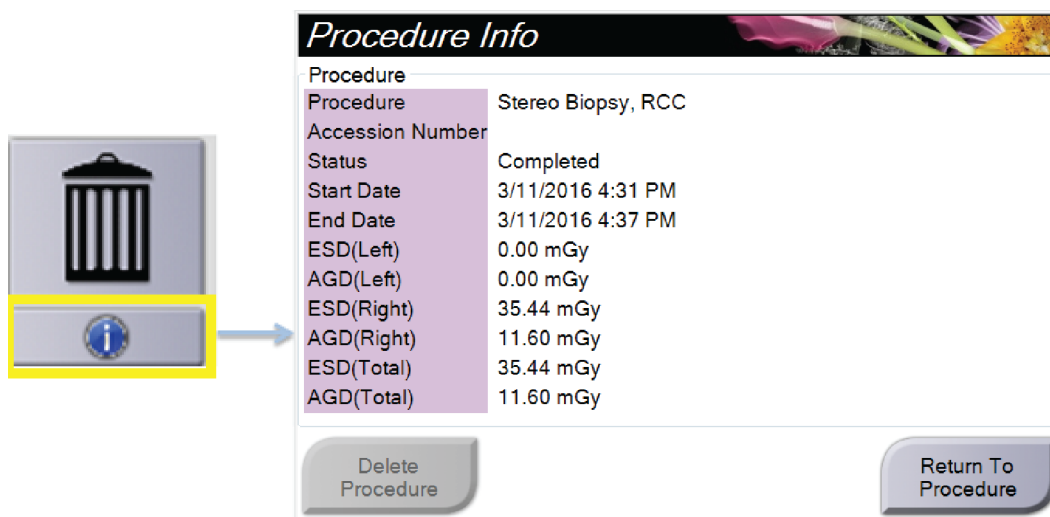 Procedure Info
Procedure
Procedure Stereo Biopsy, RCC
Accession Number
Status Completed
Start Date 3/11/2016 4:31 PM
End Date 3/11/2016 4:37 PM
ESD(Left) 0.00 mGy
AGD(Left) 0.00 mGy
ESD(Right) 35.44 mGy
AGD(Right) 11.60 mGy
ESD(Total) 35.44 mGy
AGD(Total) 11.60 mGy
Delete
Procedure
Return To
Procedure